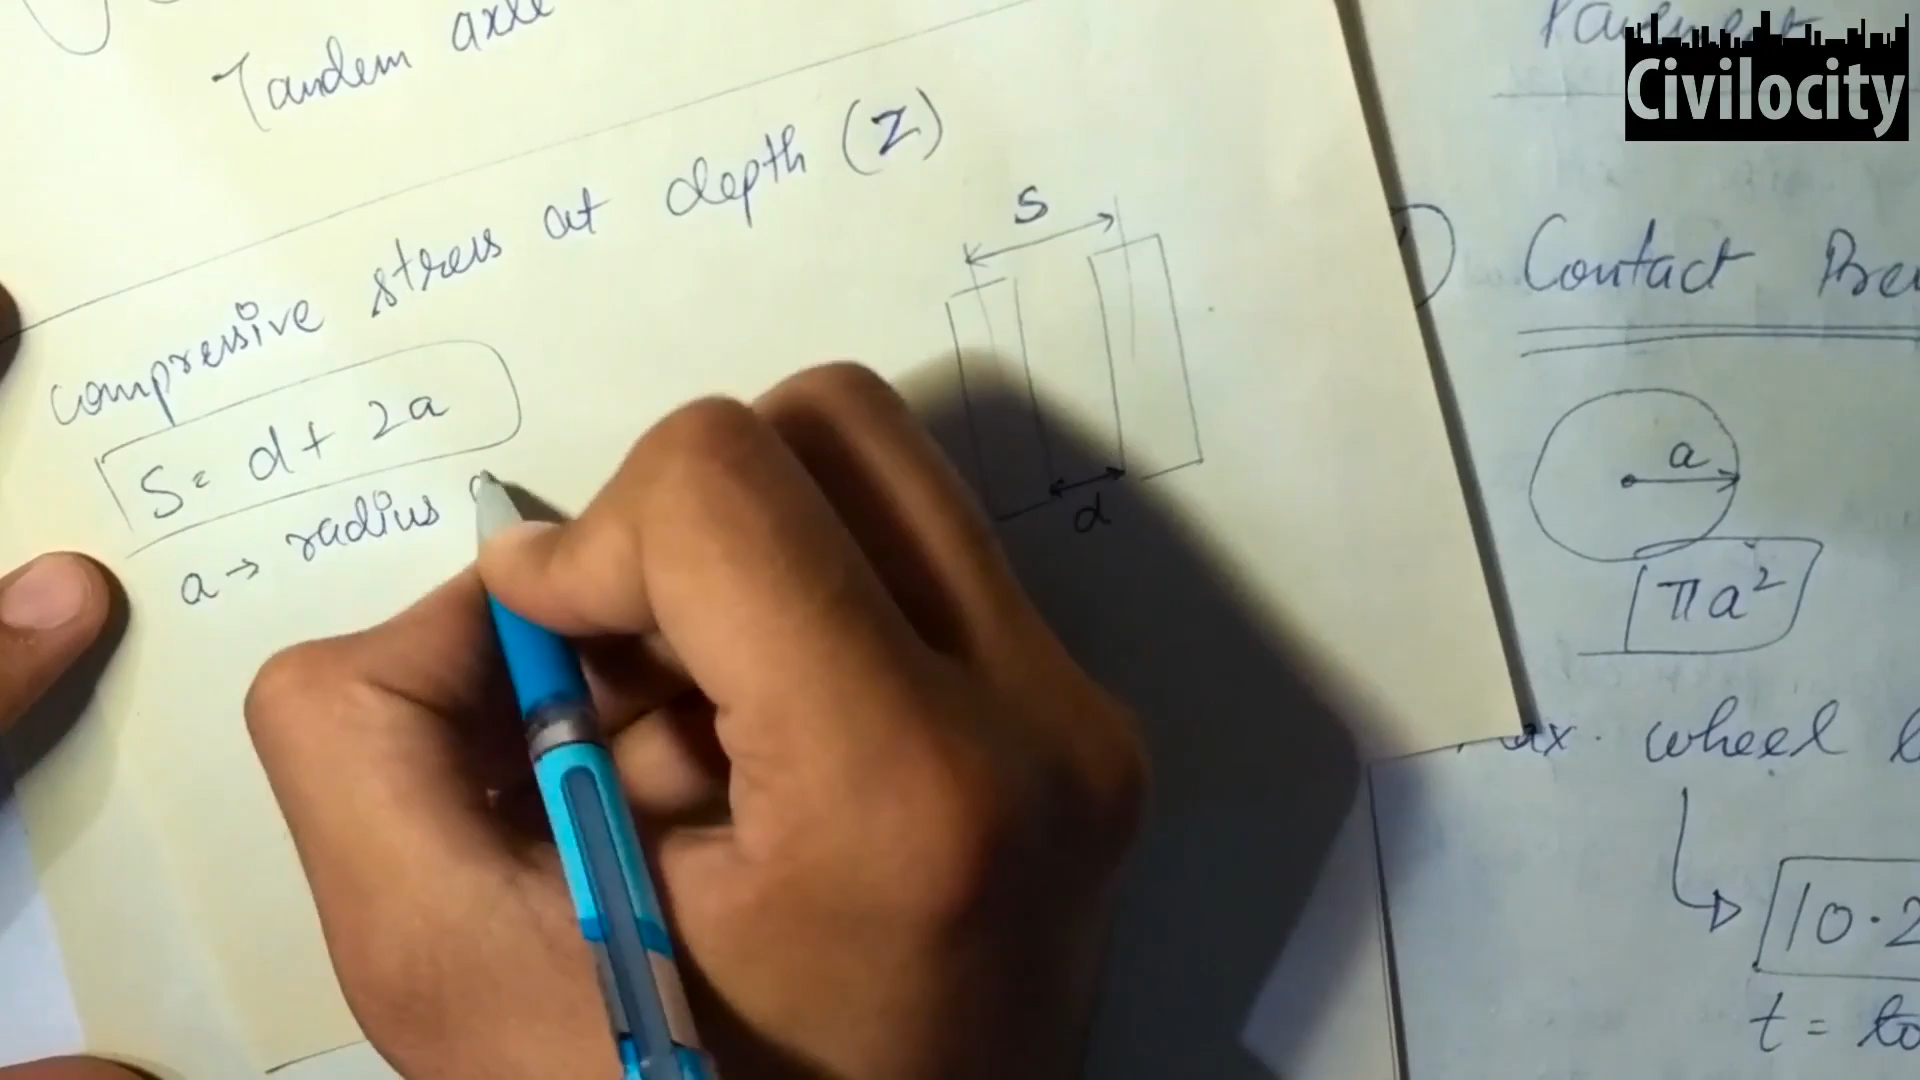 Tandem axle
compressive stress at depth (Z)
S = d + 2a
a → radius
S
d
Civilocity
Contact
a
πa²
wheel
10.2
t =